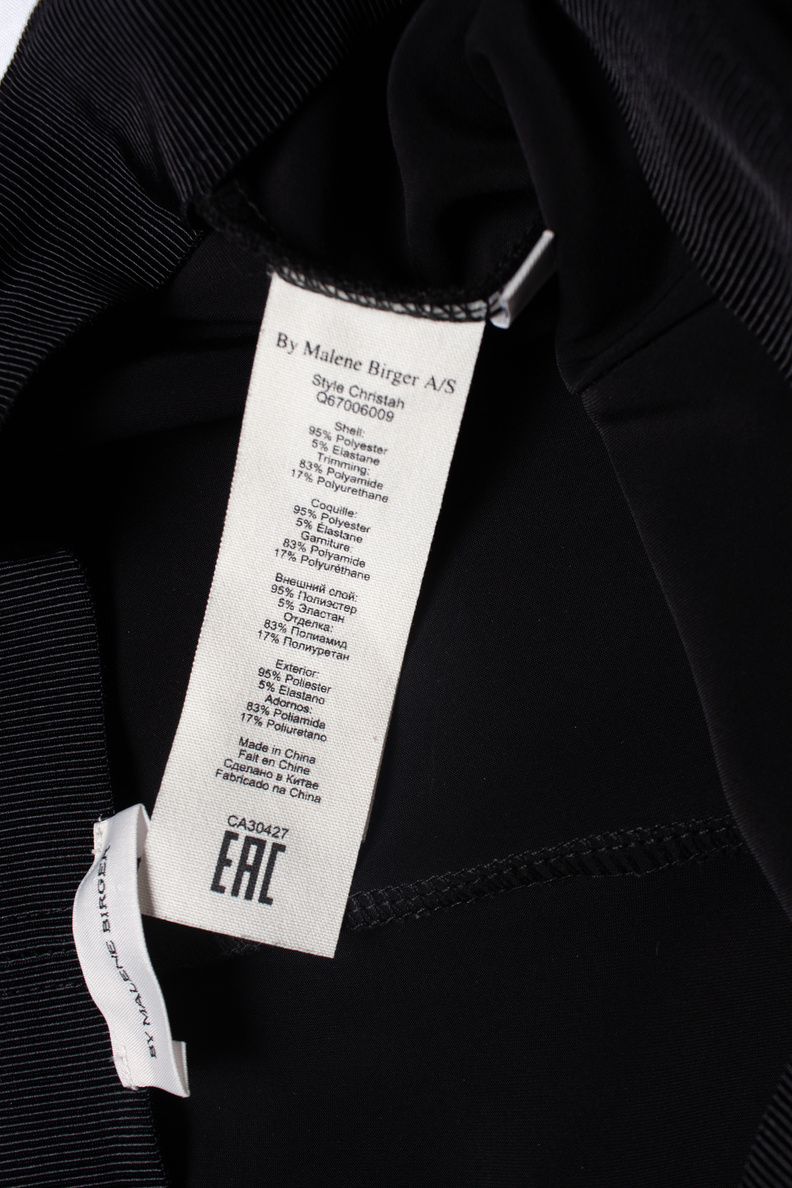 By Malene Birger A/S
Style Christah
Q67006009
Shell:
95% Polyester
5% Elastane
Trimming:
83% Polyamide
17% Polyurethane
Coquille:
95% Polyester
5% Élastane
Garniture:
83% Polyamide
17% Polyuréthane
Внешний слой:
95% Полиэстер
5% Эластан
Отделка:
83% Полиамид
17% Полиуретан
Exterior:
95% Poliester
5% Elastano
Adornos:
83% Poliamida
17% Poliuretano
Made in China
Fait en Chine
Сделано в Китае
Fabricado na China
CA30427
EAC
BY MALENE BIRGER